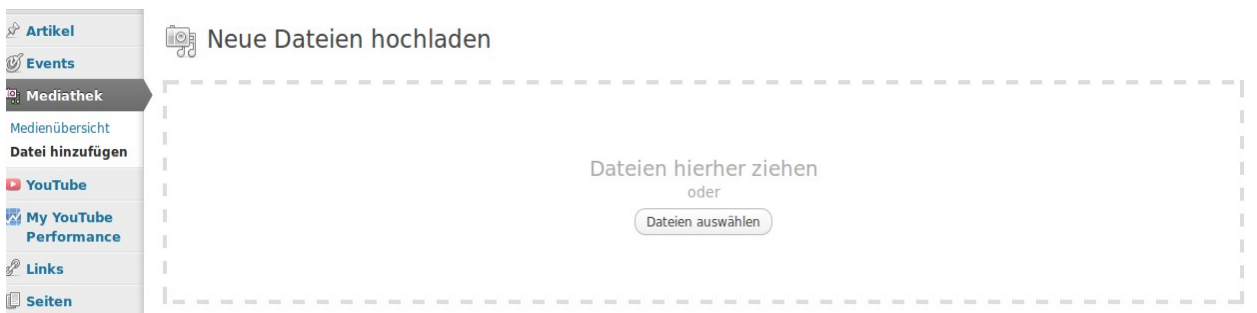 Artikel
Events
Mediathek
Medienübersicht
Datei hinzufügen
YouTube
My YouTube
Performance
Links
Seiten
Neue Dateien hochladen
Dateien hierher ziehen
oder
Dateien auswählen